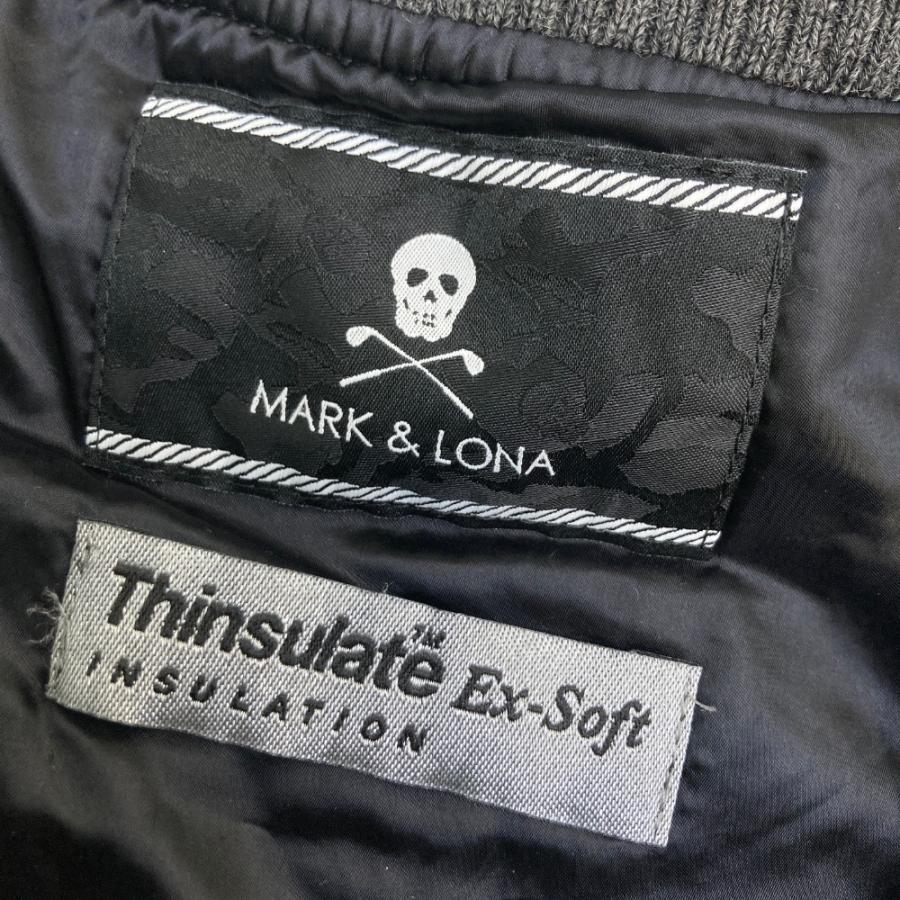 MARK & LONA
Thinsulate™ Ex-Soft
INSULATION